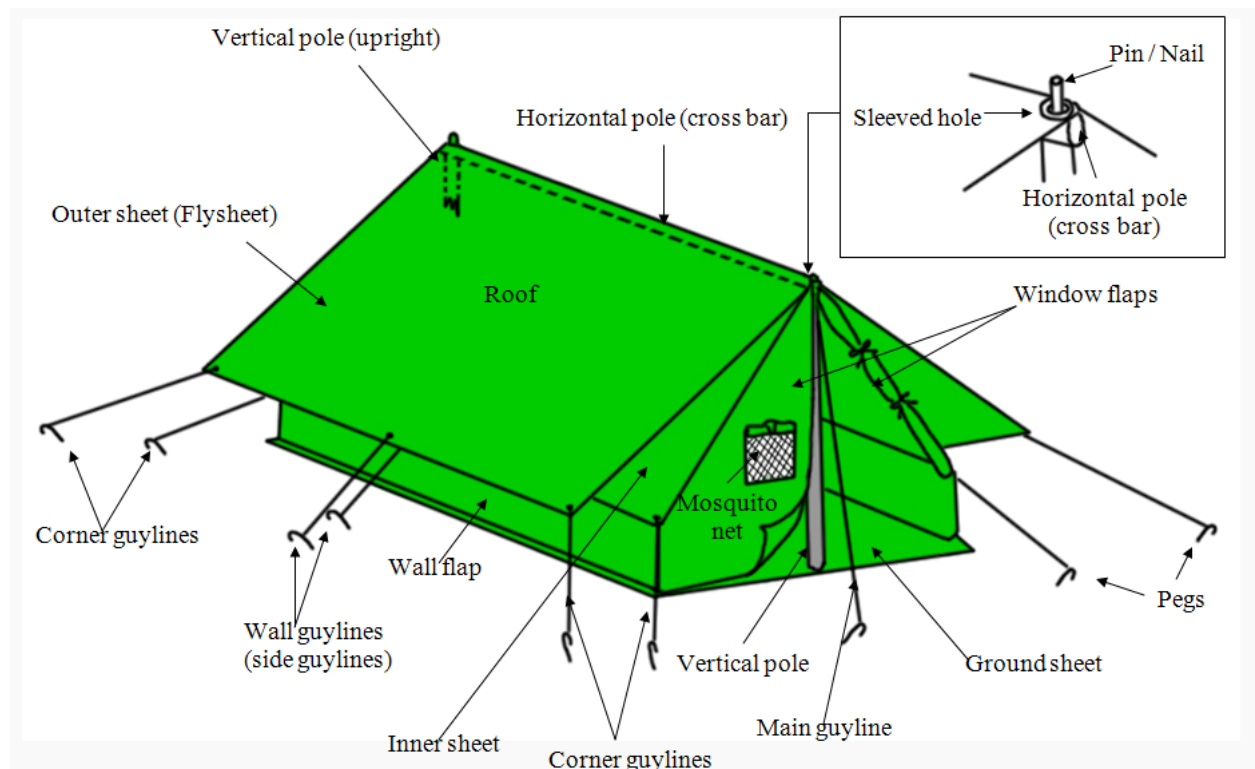 Vertical pole (upright)
Pin / Nail
Horizontal pole (cross bar)
Sleeved hole
Horizontal pole
(cross bar)
Outer sheet (Flysheet)
Roof
Window flaps
Mosquito
net
Corner guylines
Wall flap
Pegs
Wall guylines
(side guylines)
Vertical pole
Ground sheet
Main guyline
Inner sheet
Corner guylines